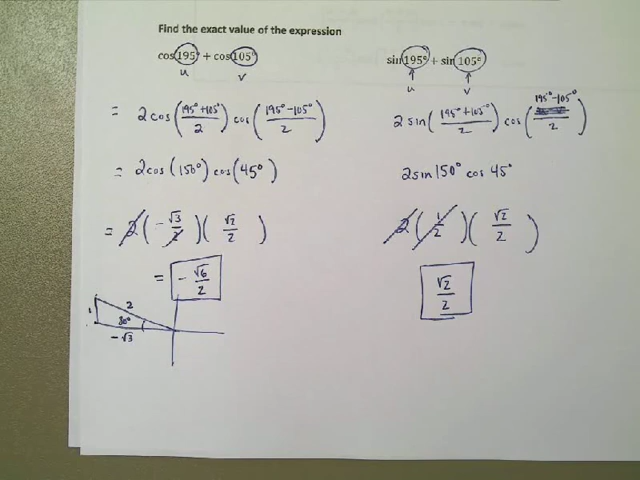 Find the exact value of the expression
cos195° + cos105°
u v
= 2cos((195°+105°)/2) cos((195°-105°)/2)
= 2cos(150°)cos(45°)
= 2(-√3/2)(√2/2)
= -√6/2
2
1
30°
-√3
sin195° + sin105°
u v
2sin((195°+105°)/2) cos((195°-105°)/2)
2sin150° cos45°
2(1/2)(√2/2)
√2/2